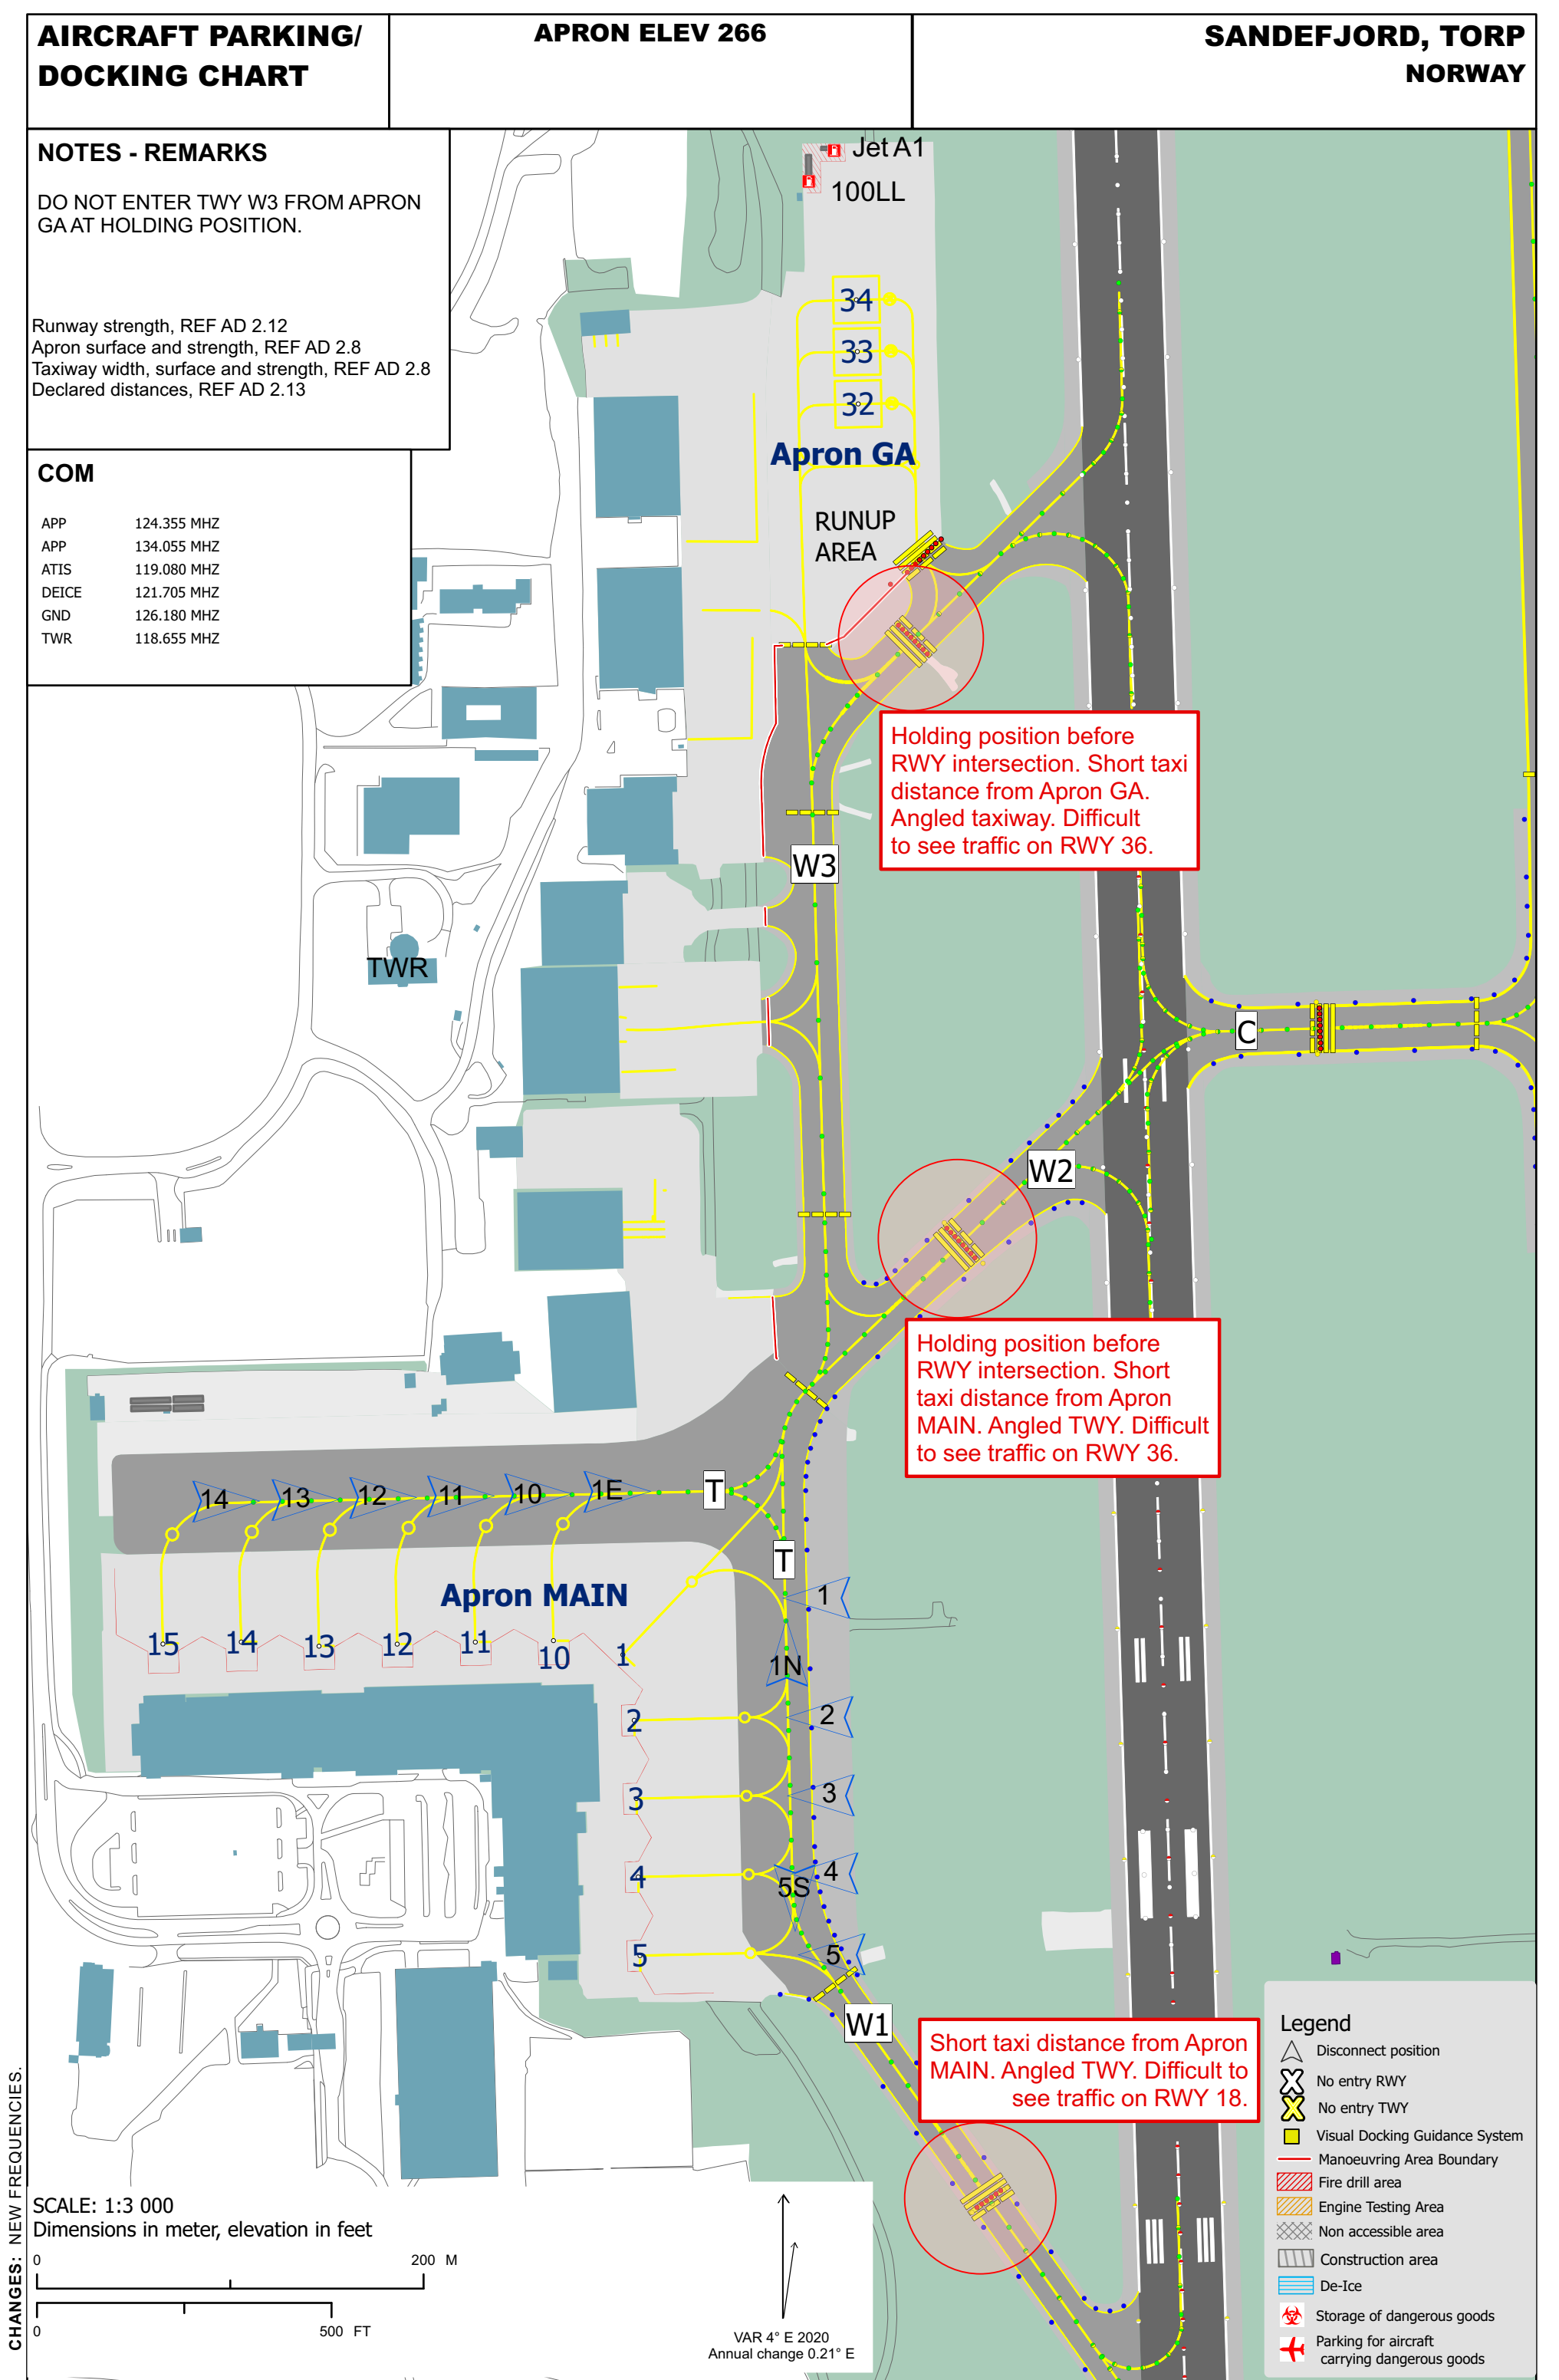 AIRCRAFT PARKING/
DOCKING CHART
APRON ELEV 266
SANDEFJORD, TORP
NORWAY
NOTES - REMARKS
DO NOT ENTER TWY W3 FROM APRON
GA AT HOLDING POSITION.
Runway strength, REF AD 2.12
Apron surface and strength, REF AD 2.8
Taxiway width, surface and strength, REF AD 2.8
Declared distances, REF AD 2.13
COM
APP 124.355 MHZ
APP 134.055 MHZ
ATIS 119.080 MHZ
DEICE 121.705 MHZ
GND 126.180 MHZ
TWR 118.655 MHZ
Jet A1
100LL
34
33
32
Apron GA
RUNUP
AREA
Holding position before
RWY intersection. Short taxi
distance from Apron GA.
Angled taxiway. Difficult
to see traffic on RWY 36.
W3
TWR
C
W2
Holding position before
RWY intersection. Short
taxi distance from Apron
MAIN. Angled TWY. Difficult
to see traffic on RWY 36.
14 13 12 11 10 1E T
T
Apron MAIN
1
15 14 13 12 11 10 1
1N
2 2
3 3
4 5S 4
5 5
W1
Short taxi distance from Apron
MAIN. Angled TWY. Difficult to
see traffic on RWY 18.
Legend
Disconnect position
No entry RWY
No entry TWY
Visual Docking Guidance System
Manoeuvring Area Boundary
Fire drill area
Engine Testing Area
Non accessible area
Construction area
De-Ice
Storage of dangerous goods
Parking for aircraft
carrying dangerous goods
SCALE: 1:3 000
Dimensions in meter, elevation in feet
0 200 M
0 500 FT
VAR 4° E 2020
Annual change 0.21° E
CHANGES: NEW FREQUENCIES.